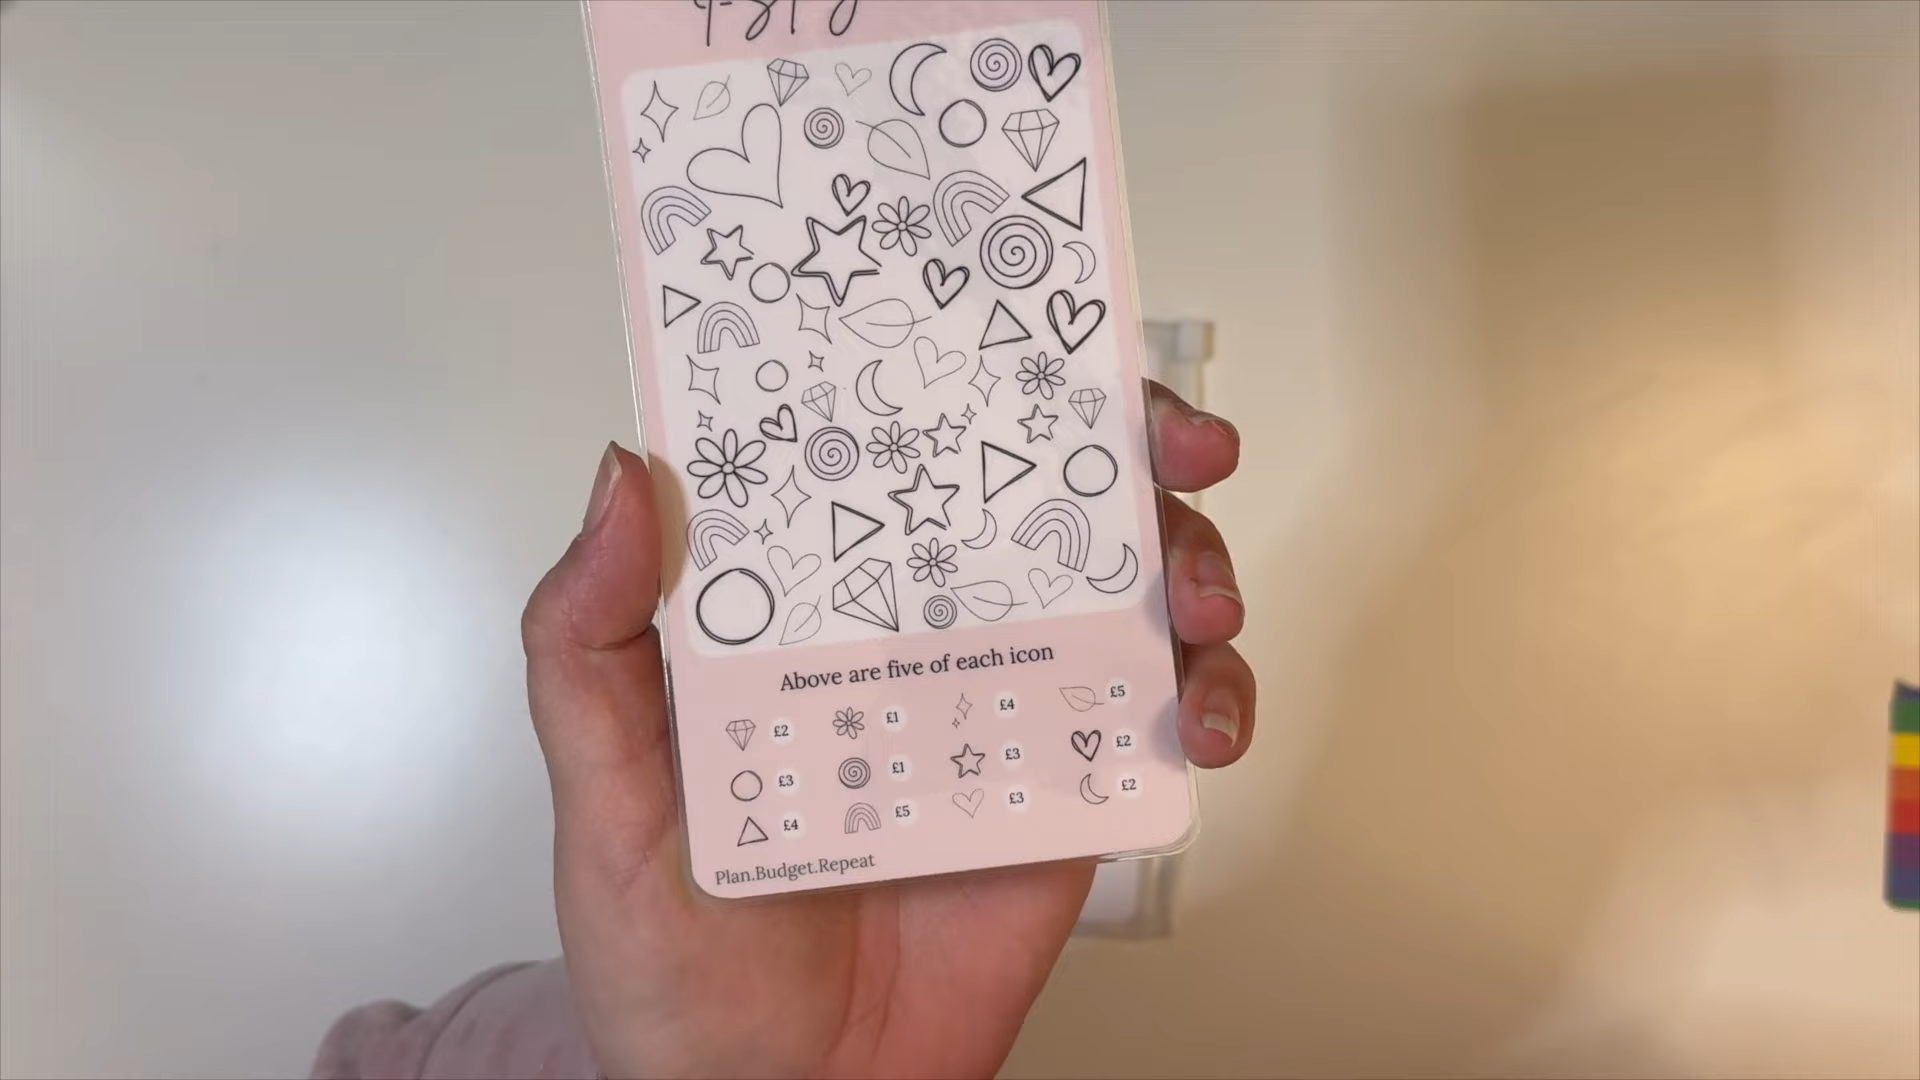 I-Spy
Above are five of each icon
£2 £1 £4 £5
£3 £1 £3 £2
£4 £5 £3 £2
Plan.Budget.Repeat